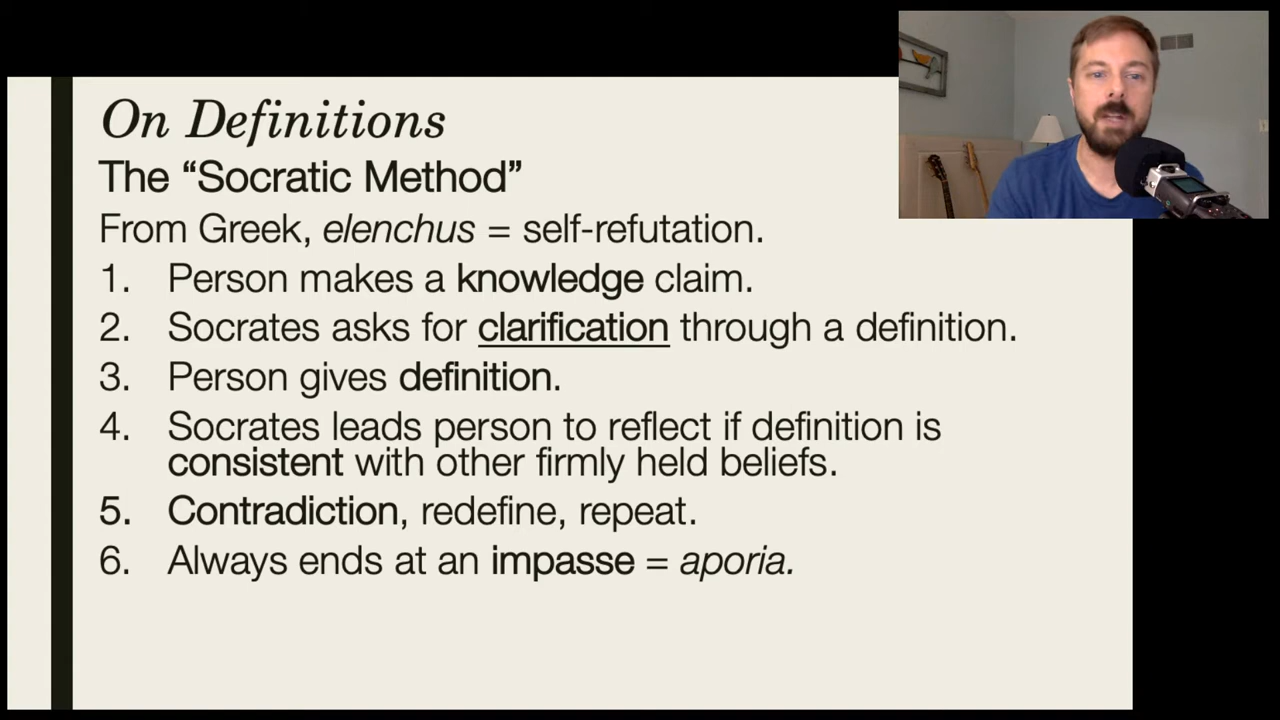 On Definitions
The “Socratic Method”
From Greek, elenchus = self-refutation.
1. Person makes a knowledge claim.
2. Socrates asks for clarification through a definition.
3. Person gives definition.
4. Socrates leads person to reflect if definition is
consistent with other firmly held beliefs.
5. Contradiction, redefine, repeat.
6. Always ends at an impasse = aporia.